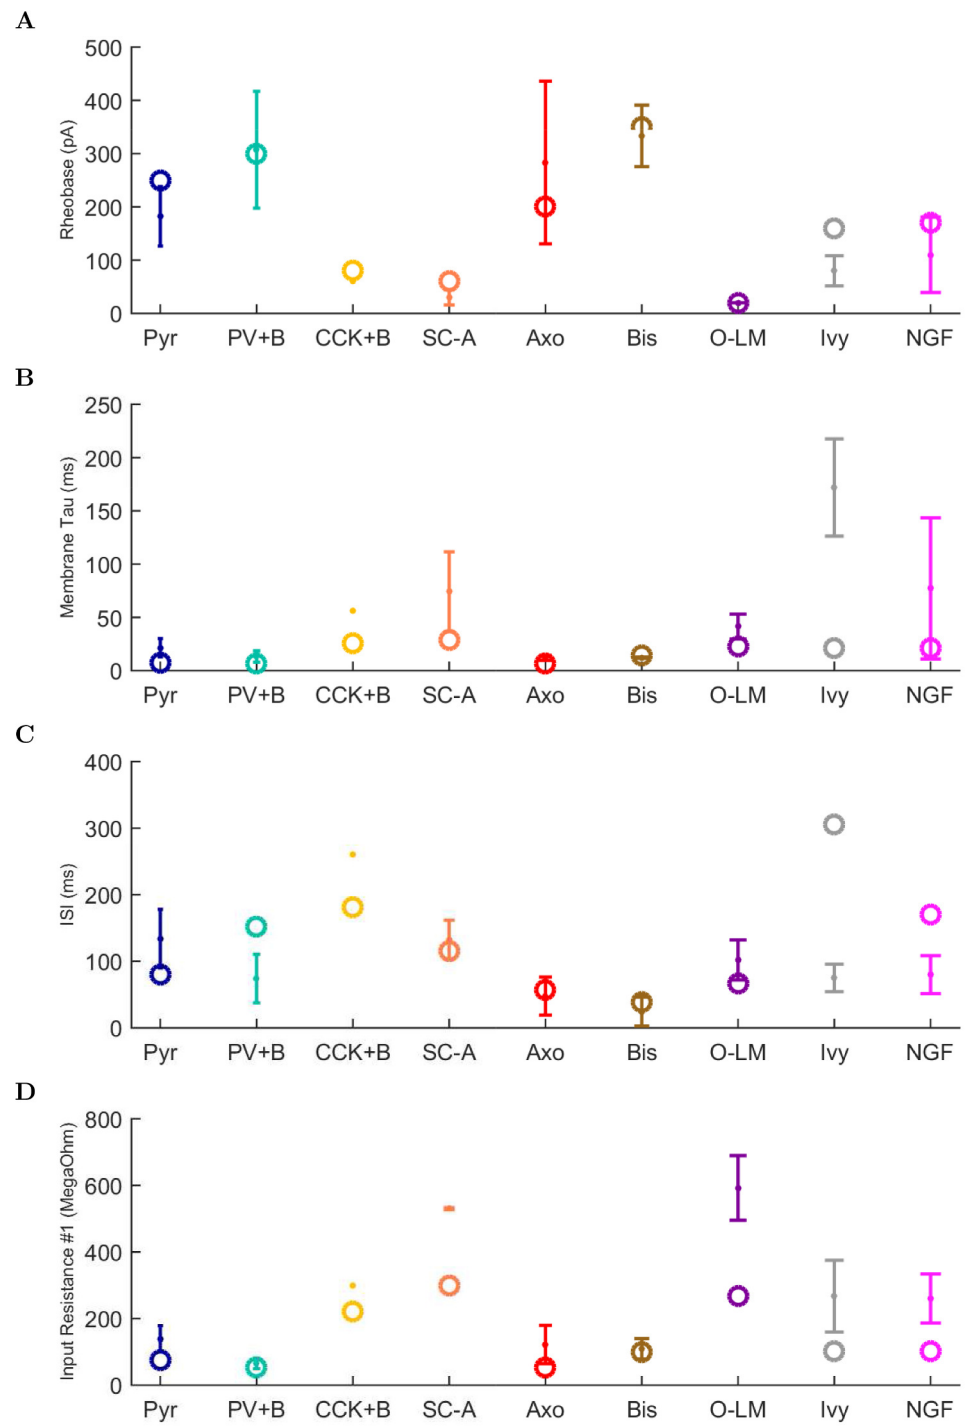 A
500
400
300
200
100
0
Rheobase (pA)
Pyr PV+B CCK+B SC-A Axo Bis O-LM Ivy NGF
B
250
200
150
100
50
0
Membrane Tau (ms)
Pyr PV+B CCK+B SC-A Axo Bis O-LM Ivy NGF
C
400
300
200
100
0
ISI (ms)
Pyr PV+B CCK+B SC-A Axo Bis O-LM Ivy NGF
D
800
600
400
200
0
Input Resistance #1 (MegaOhm)
Pyr PV+B CCK+B SC-A Axo Bis O-LM Ivy NGF